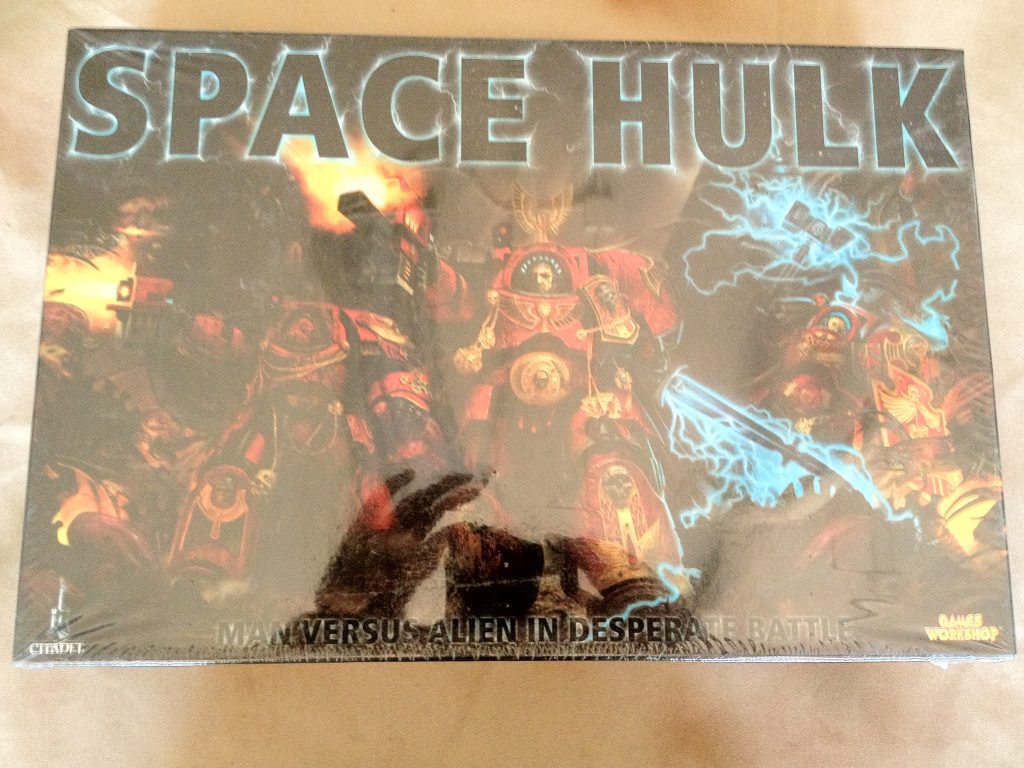 SPACE HULK
MAN VERSUS ALIEN IN DESPERATE BATTLE
CITADEL
GAMES
WORKSHOP